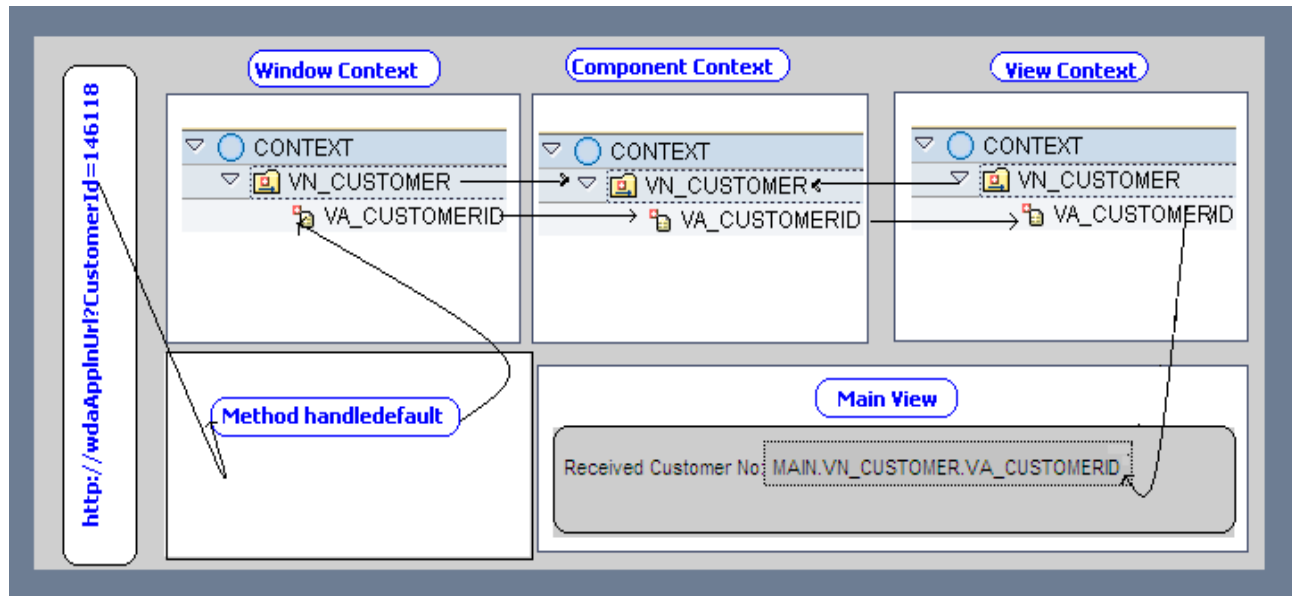 http://wdaApplnUrl?CustomerId=146118
Window Context
CONTEXT
VN_CUSTOMER
VA_CUSTOMERID
Component Context
CONTEXT
VN_CUSTOMER
VA_CUSTOMERID
View Context
CONTEXT
VN_CUSTOMER
VA_CUSTOMERID
Method handledefault
Main View
Received Customer No: MAIN.VN_CUSTOMER.VA_CUSTOMERID